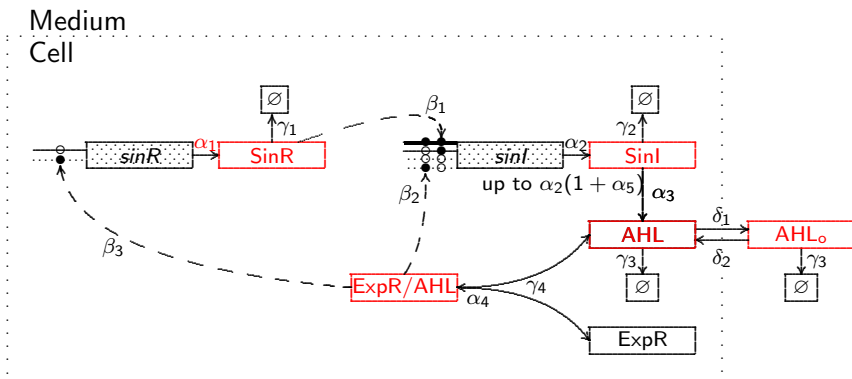 Medium
Cell
∅ ∅
γ₁ β₁ γ₂
sinR α₁ SinR sinI α₂ SinI
up to α₂(1 + α₅) α₃
β₂
β₃ AHL δ₁ δ₂ AHLₒ
γ₃ γ₃
ExpR/AHL α₄ γ₄ ∅ ∅
ExpR